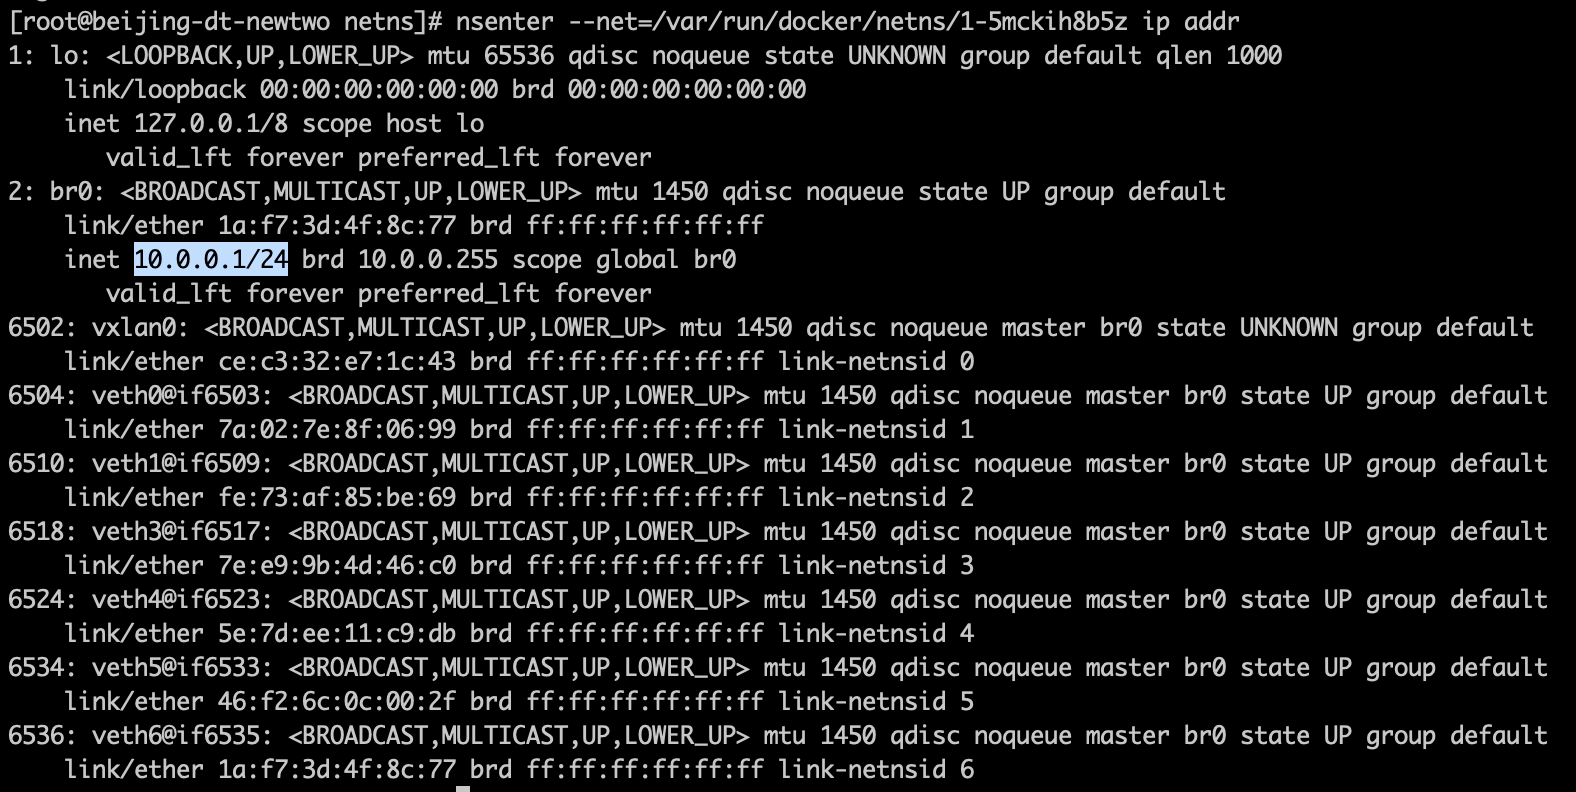 [root@beijing-dt-newtwo netns]# nsenter --net=/var/run/docker/netns/1-5mckih8b5z ip addr
1: lo: <LOOPBACK,UP,LOWER_UP> mtu 65536 qdisc noqueue state UNKNOWN group default qlen 1000
    link/loopback 00:00:00:00:00:00 brd 00:00:00:00:00:00
    inet 127.0.0.1/8 scope host lo
       valid_lft forever preferred_lft forever
2: br0: <BROADCAST,MULTICAST,UP,LOWER_UP> mtu 1450 qdisc noqueue state UP group default
    link/ether 1a:f7:3d:4f:8c:77 brd ff:ff:ff:ff:ff:ff
    inet 10.0.0.1/24 brd 10.0.0.255 scope global br0
       valid_lft forever preferred_lft forever
6502: vxlan0: <BROADCAST,MULTICAST,UP,LOWER_UP> mtu 1450 qdisc noqueue master br0 state UNKNOWN group default
    link/ether ce:c3:32:e7:1c:43 brd ff:ff:ff:ff:ff:ff link-netnsid 0
6504: veth0@if6503: <BROADCAST,MULTICAST,UP,LOWER_UP> mtu 1450 qdisc noqueue master br0 state UP group default
    link/ether 7a:02:7e:8f:06:99 brd ff:ff:ff:ff:ff:ff link-netnsid 1
6510: veth1@if6509: <BROADCAST,MULTICAST,UP,LOWER_UP> mtu 1450 qdisc noqueue master br0 state UP group default
    link/ether fe:73:af:85:be:69 brd ff:ff:ff:ff:ff:ff link-netnsid 2
6518: veth3@if6517: <BROADCAST,MULTICAST,UP,LOWER_UP> mtu 1450 qdisc noqueue master br0 state UP group default
    link/ether 7e:e9:9b:4d:46:c0 brd ff:ff:ff:ff:ff:ff link-netnsid 3
6524: veth4@if6523: <BROADCAST,MULTICAST,UP,LOWER_UP> mtu 1450 qdisc noqueue master br0 state UP group default
    link/ether 5e:7d:ee:11:c9:db brd ff:ff:ff:ff:ff:ff link-netnsid 4
6534: veth5@if6533: <BROADCAST,MULTICAST,UP,LOWER_UP> mtu 1450 qdisc noqueue master br0 state UP group default
    link/ether 46:f2:6c:0c:00:2f brd ff:ff:ff:ff:ff:ff link-netnsid 5
6536: veth6@if6535: <BROADCAST,MULTICAST,UP,LOWER_UP> mtu 1450 qdisc noqueue master br0 state UP group default
    link/ether 1a:f7:3d:4f:8c:77 brd ff:ff:ff:ff:ff:ff link-netnsid 6